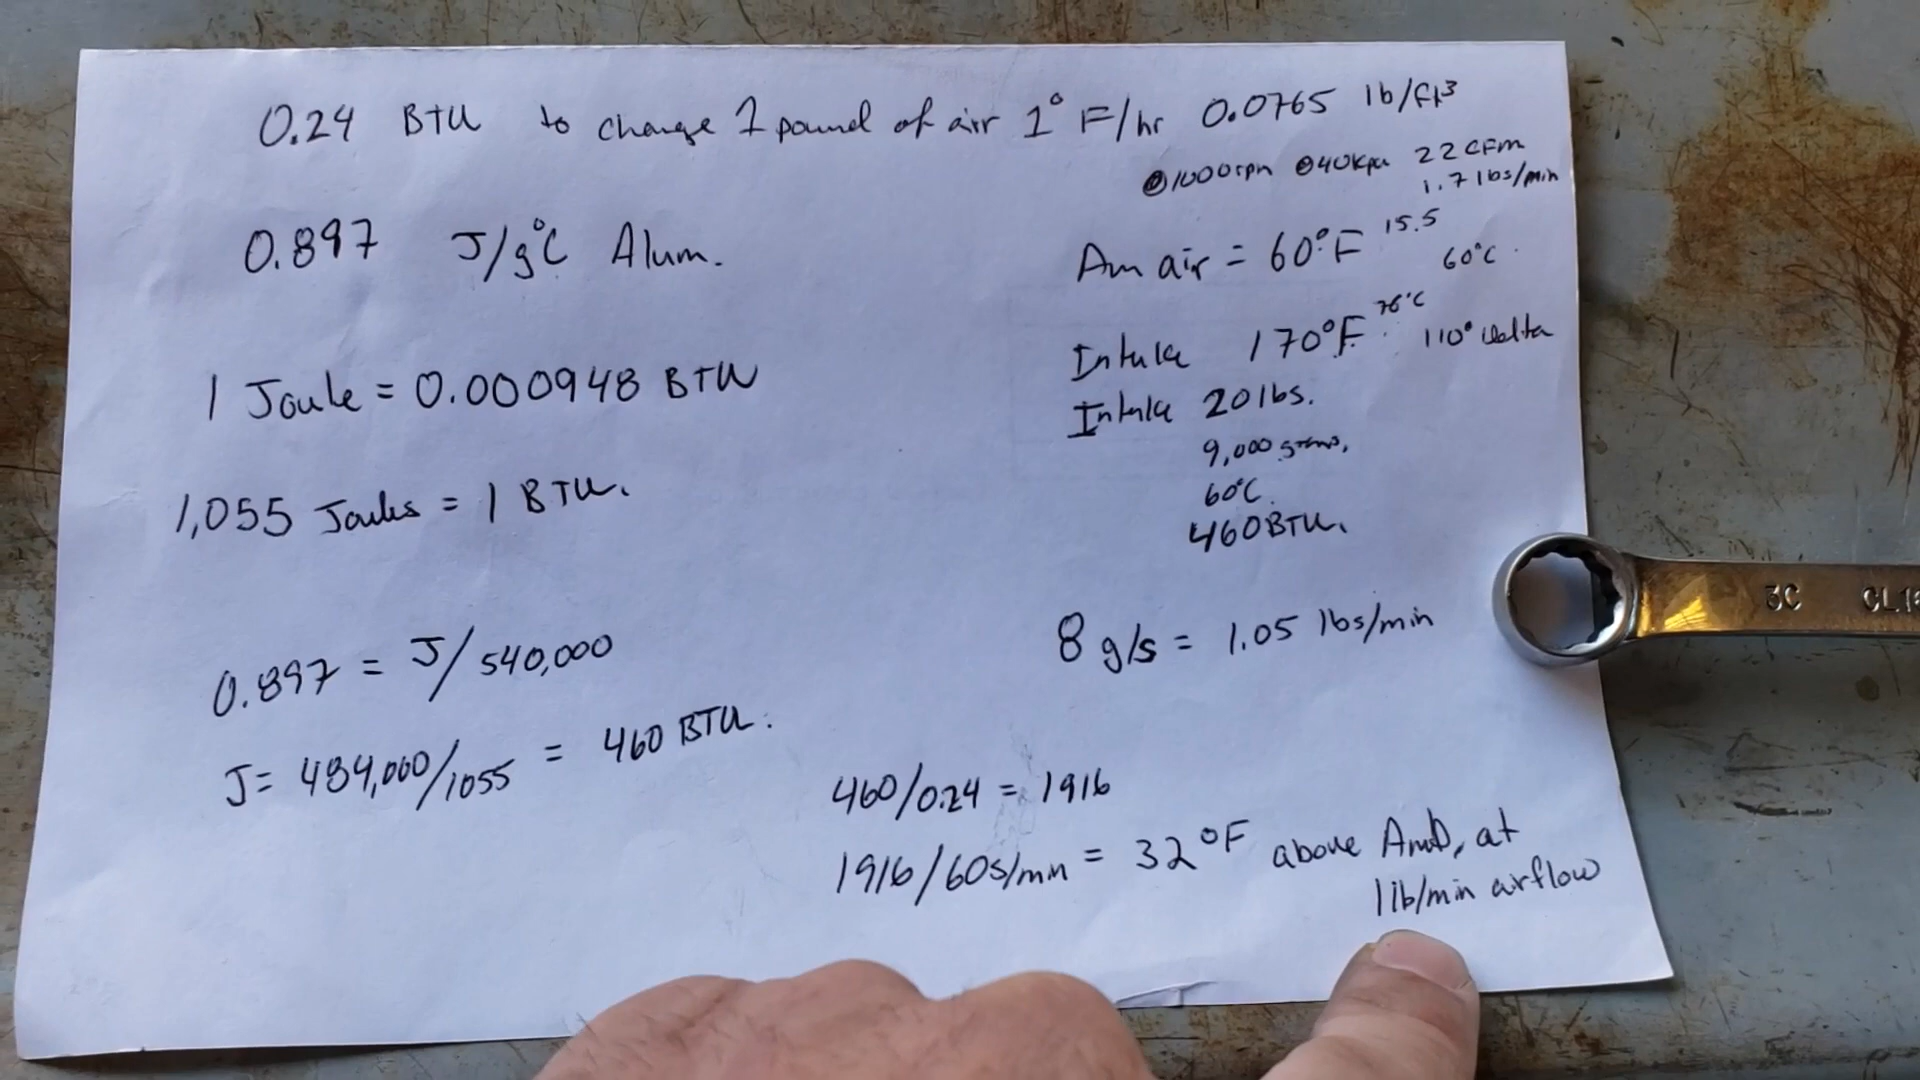 0.24 BTU to change 1 pound of air 1° F/hr 0.0765 lb/ft3
@1000rpm @40Kpa 22 CFM
1.7 lbs/min
0.897 J/g°C Alum.
Am air = 60°F 15.5
60°C.
1 Joule = 0.000948 BTU
Intake 170°F 76°C 110° delta
Intake 20lbs.
9,000 grams.
60°C.
460BTU.
1,055 Joules = 1 BTU.
8 g/s = 1.05 lbs/min
0.897 = J/540,000
J = 484,000/1055 = 460 BTU.
460/0.24 = 1916
1916/60s/min = 32°F above Amb, at
1lb/min airflow
3C CL